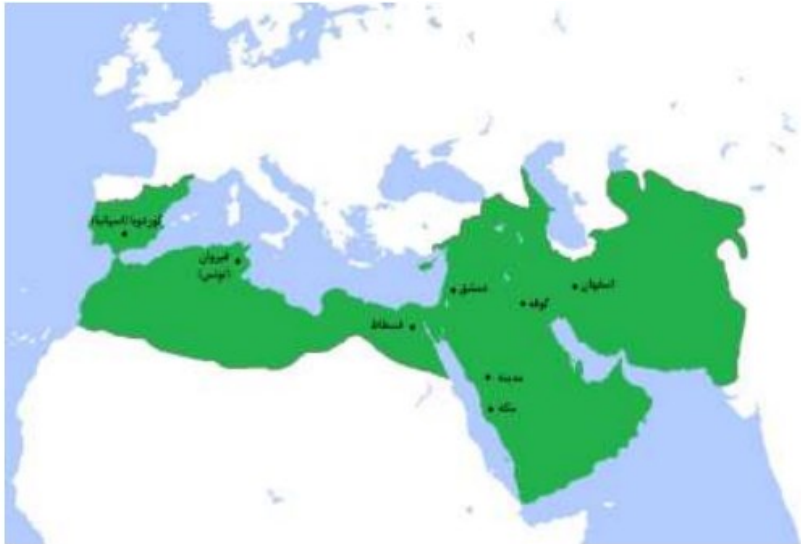 کوردوبا(اسپانیا)
قیروان
(تونس)
فسطاط
دمشق
کوفه
اصفهان
مدینه
مکه